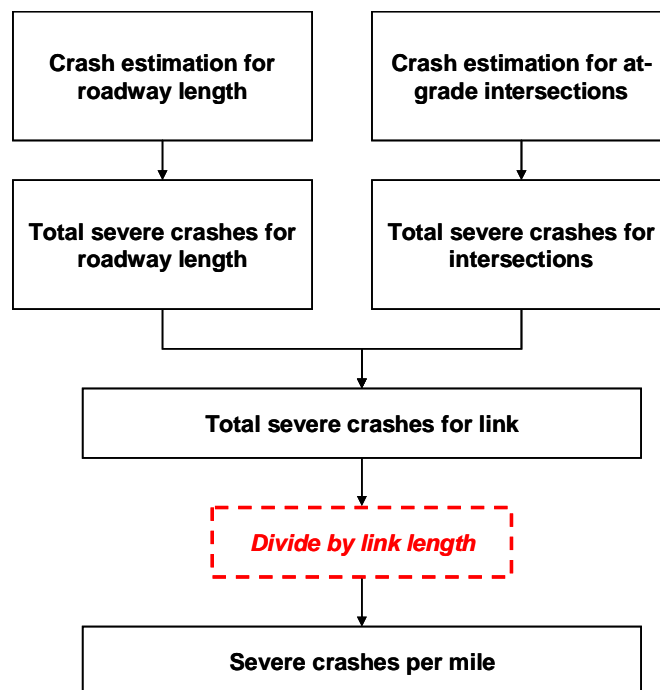 Crash estimation for
roadway length
Crash estimation for at-
grade intersections
Total severe crashes for
roadway length
Total severe crashes for
intersections
Total severe crashes for link
Divide by link length
Severe crashes per mile